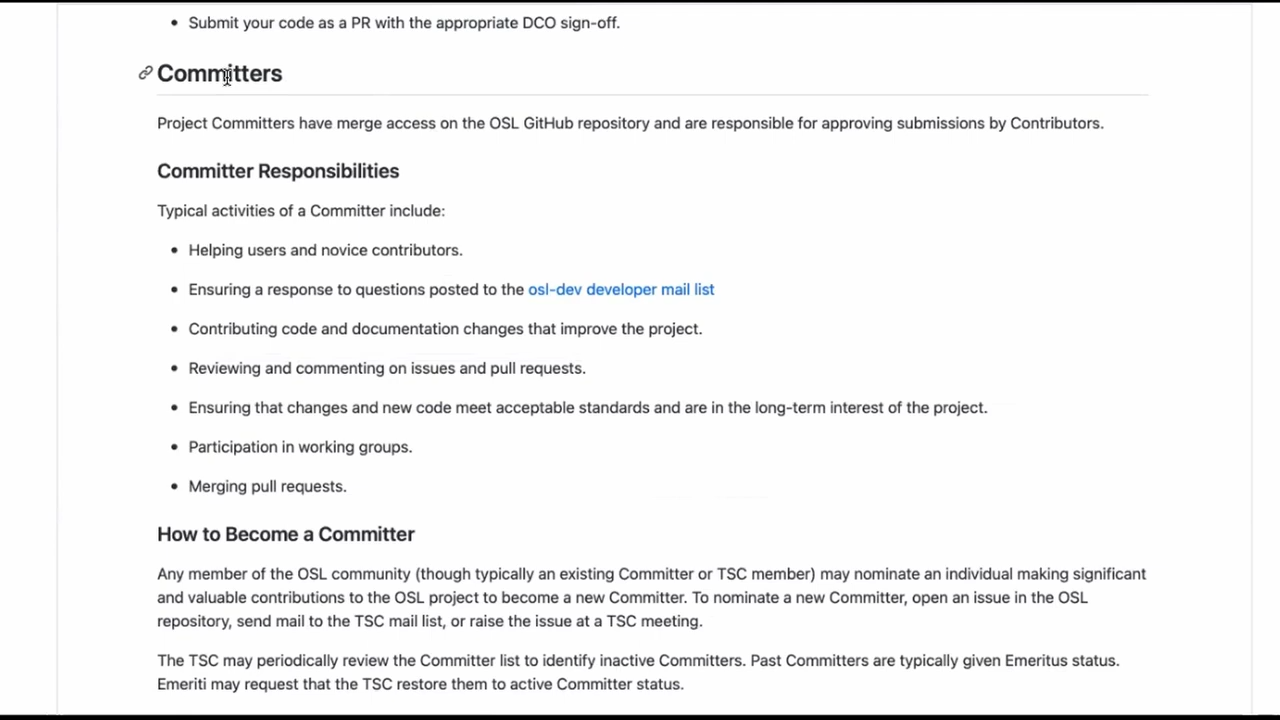 • Submit your code as a PR with the appropriate DCO sign-off.
Committers
Project Committers have merge access on the OSL GitHub repository and are responsible for approving submissions by Contributors.
Committer Responsibilities
Typical activities of a Committer include:
• Helping users and novice contributors.
• Ensuring a response to questions posted to the osl-dev developer mail list
• Contributing code and documentation changes that improve the project.
• Reviewing and commenting on issues and pull requests.
• Ensuring that changes and new code meet acceptable standards and are in the long-term interest of the project.
• Participation in working groups.
• Merging pull requests.
How to Become a Committer
Any member of the OSL community (though typically an existing Committer or TSC member) may nominate an individual making significant
and valuable contributions to the OSL project to become a new Committer. To nominate a new Committer, open an issue in the OSL
repository, send mail to the TSC mail list, or raise the issue at a TSC meeting.
The TSC may periodically review the Committer list to identify inactive Committers. Past Committers are typically given Emeritus status.
Emeriti may request that the TSC restore them to active Committer status.